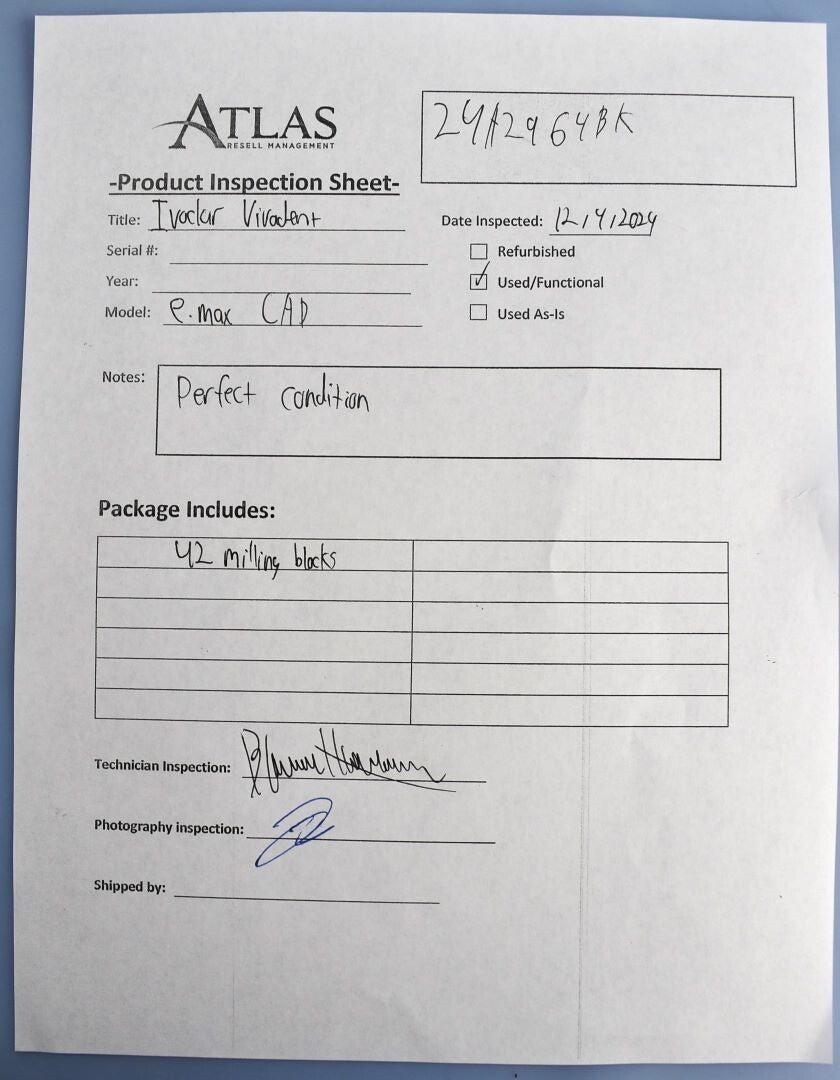 ATLAS
RESELL MANAGEMENT
24A2964BK
-Product Inspection Sheet-
Title: Ivoclar Vivadent
Date Inspected: 12/4/2024
Serial #:
Refurbished
Year:
Used/Functional
Model: e.max CAD
Used As-Is
Notes: Perfect condition
Package Includes:
42 milling blocks
Technician Inspection:
Photography inspection:
Shipped by: